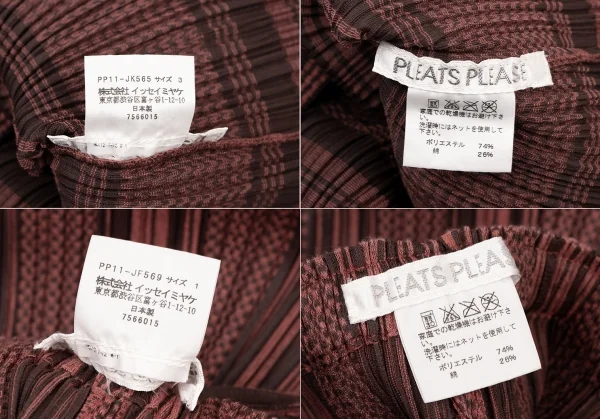 PP11-JK565 サイズ 3
株式会社 イッセイミヤケ
東京都渋谷区富ヶ谷1-12-10
日本製
7566015
PLEATS PLEASE
家庭での乾燥機はお避け下さい。
洗濯時にはネットを使用して
下さい。
ポリエステル 74%
綿 26%
PP11-JF569 サイズ 1
株式会社 イッセイミヤケ
東京都渋谷区富ヶ谷1-12-10
日本製
7566015
PLEATS PLEAS
家庭での乾燥機はお避け下さい。
洗濯時にはネットを使用して
下さい。
ポリエステル 74%
綿 26%